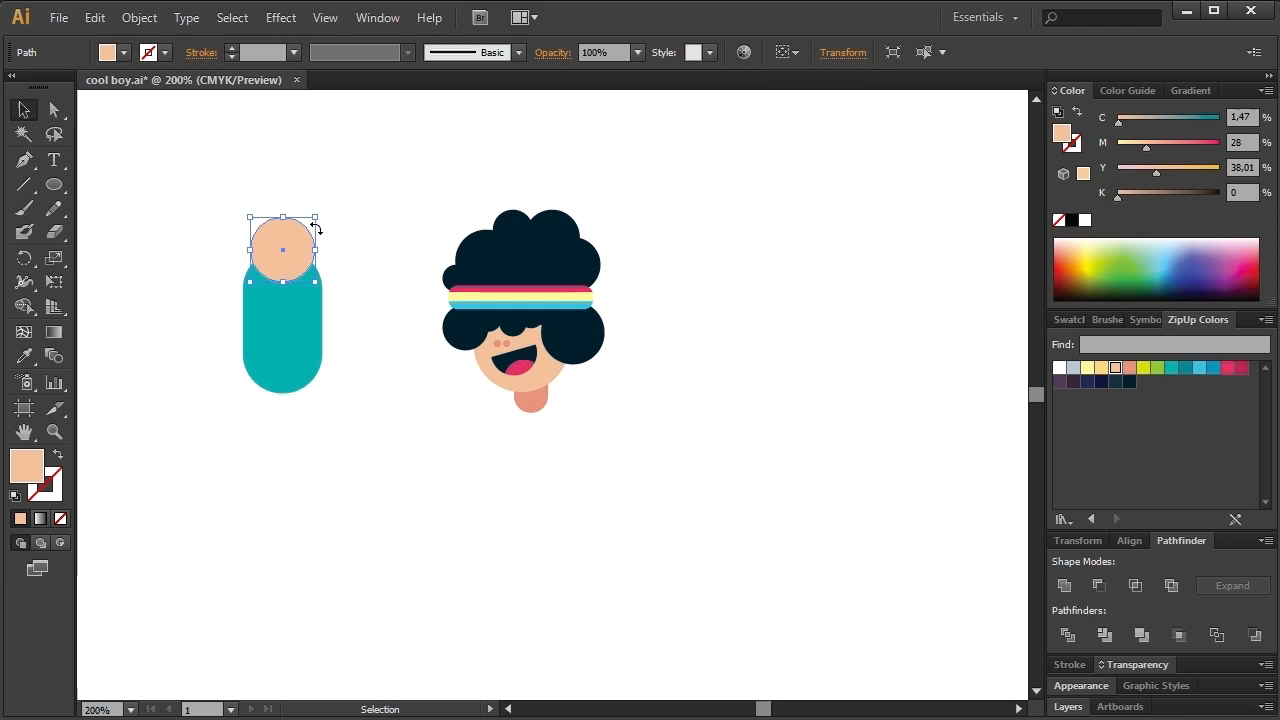 Ai File Edit Object Type Select Effect View Window Help Br Essentials
Path Stroke: Basic Opacity: 100% Style: Transform
cool boy.ai* @ 200% (CMYK/Preview) ×
Color Color Guide Gradient
C 1,47 %
M 28 %
Y 38,01 %
K 0 %
Swatcl Brushe Symbo ZipUp Colors
Find:
Transform Align Pathfinder
Shape Modes:
Expand
Pathfinders:
Stroke Transparency
Appearance Graphic Styles
Layers Artboards
200% 1 Selection